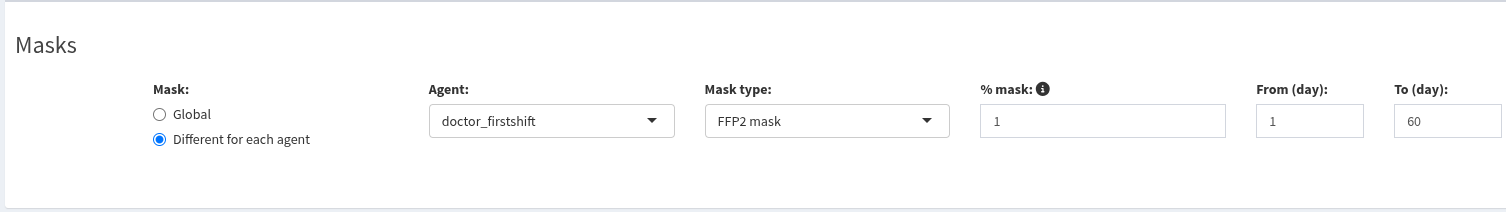 Masks
Mask: Agent: Mask type: % mask: From (day): To (day):
Global
doctor_firstshift FFP2 mask 1 1 60
Different for each agent